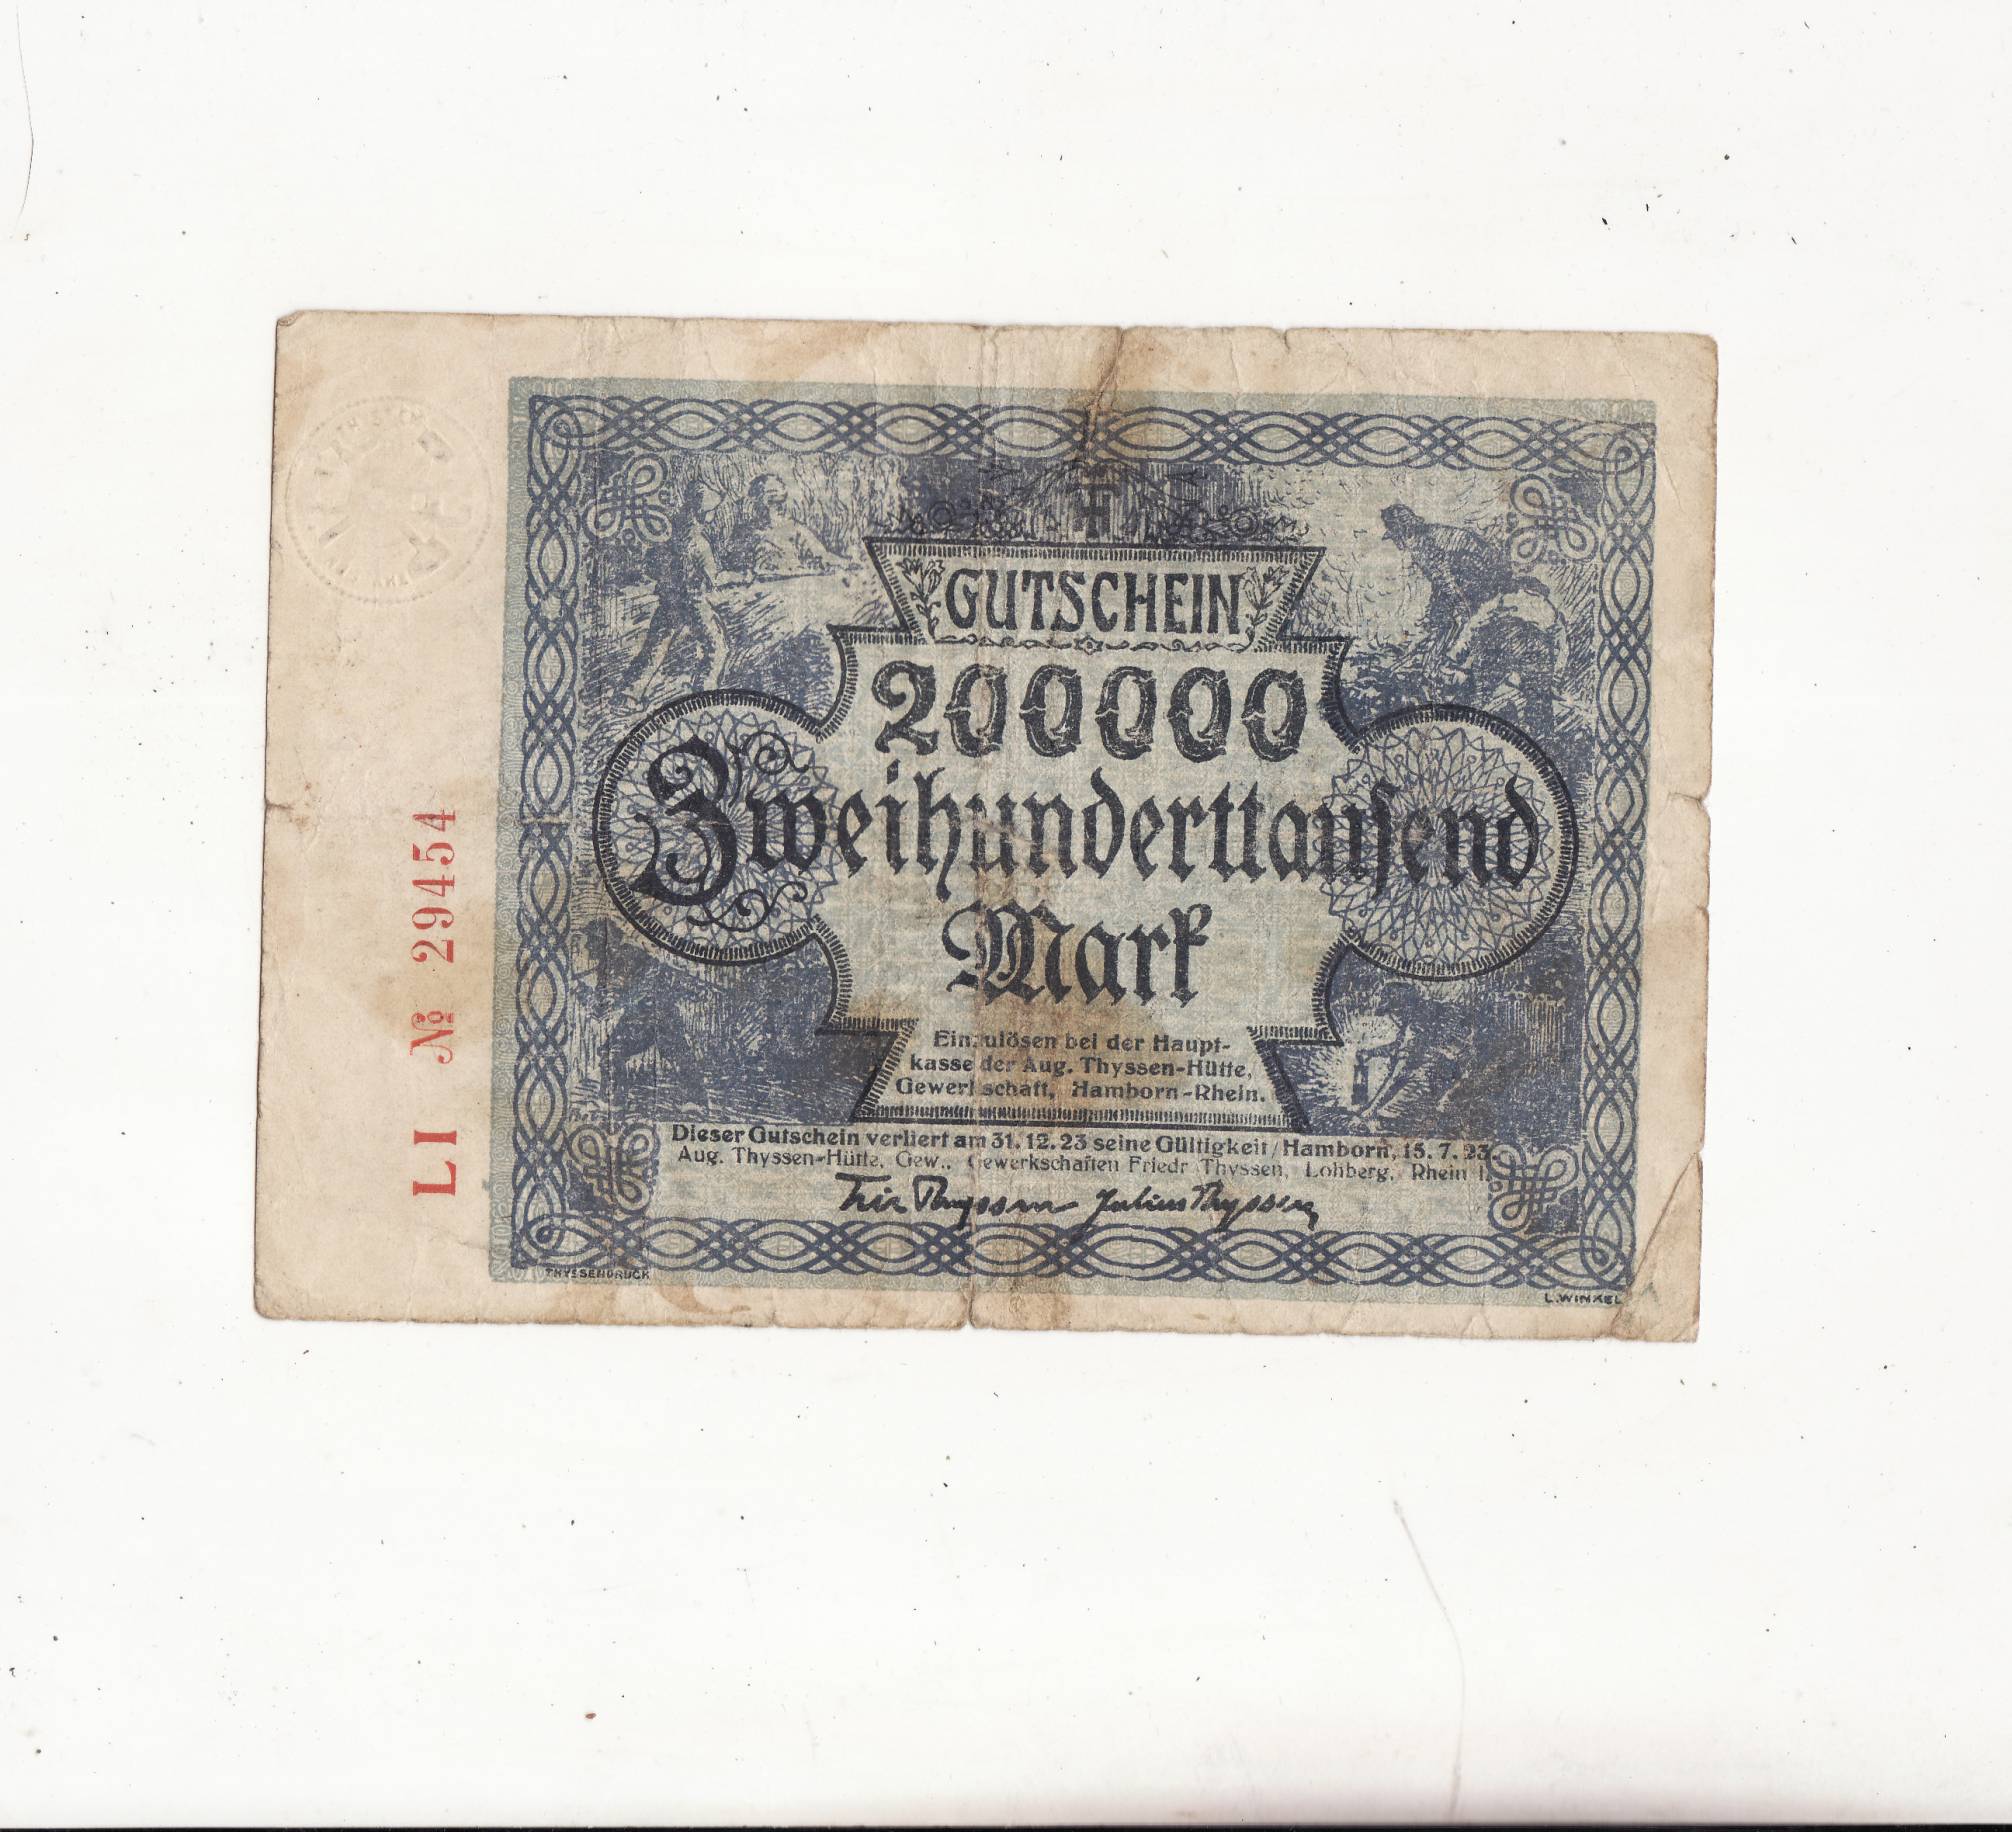 GUTSCHEIN
200000
Zweihunderttausend
Mark
Einzulösen bei der Haupt-
kasse der Aug. Thyssen-Hütte,
Gewerkschaft, Hamborn-Rhein.
Dieser Gutschein verliert am 31.12.23 seine Gültigkeit / Hamborn, 15.7.23.
Aug. Thyssen-Hütte, Gew., Gewerkschaften Friedr. Thyssen, Lohberg, Rhein I.
Fritz Thyssen Julius Thyssen
THYSSENDRUCK
L. WINKEL
LI № 29454